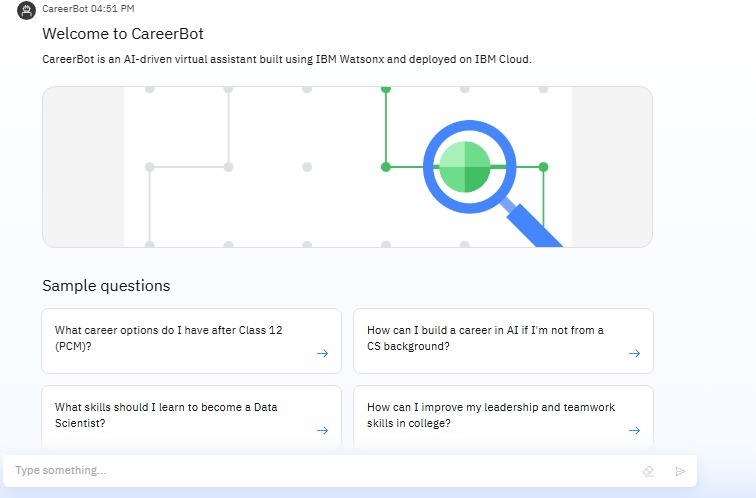 CareerBot 04:51 PM
Welcome to CareerBot
CareerBot is an AI-driven virtual assistant built using IBM Watsonx and deployed on IBM Cloud.
Sample questions
What career options do I have after Class 12
(PCM)?
How can I build a career in AI if I'm not from a
CS background?
What skills should I learn to become a Data
Scientist?
How can I improve my leadership and teamwork
skills in college?
Type something...